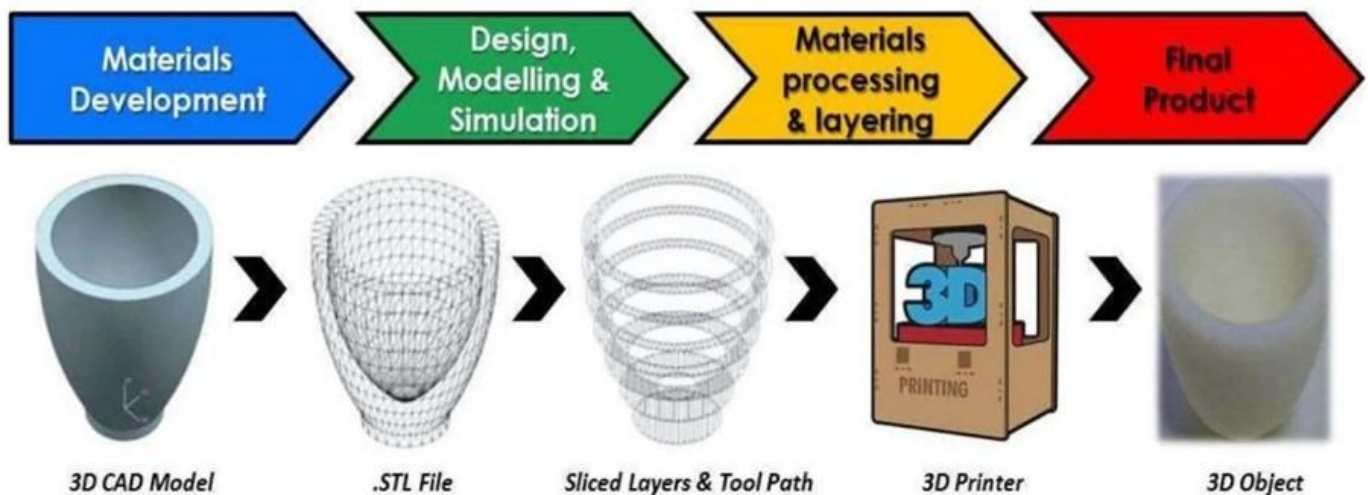 Materials
Development
Design,
Modelling &
Simulation
Materials
processing
& layering
Final
Product
3D
PRINTING
3D CAD Model
.STL File
Sliced Layers & Tool Path
3D Printer
3D Object